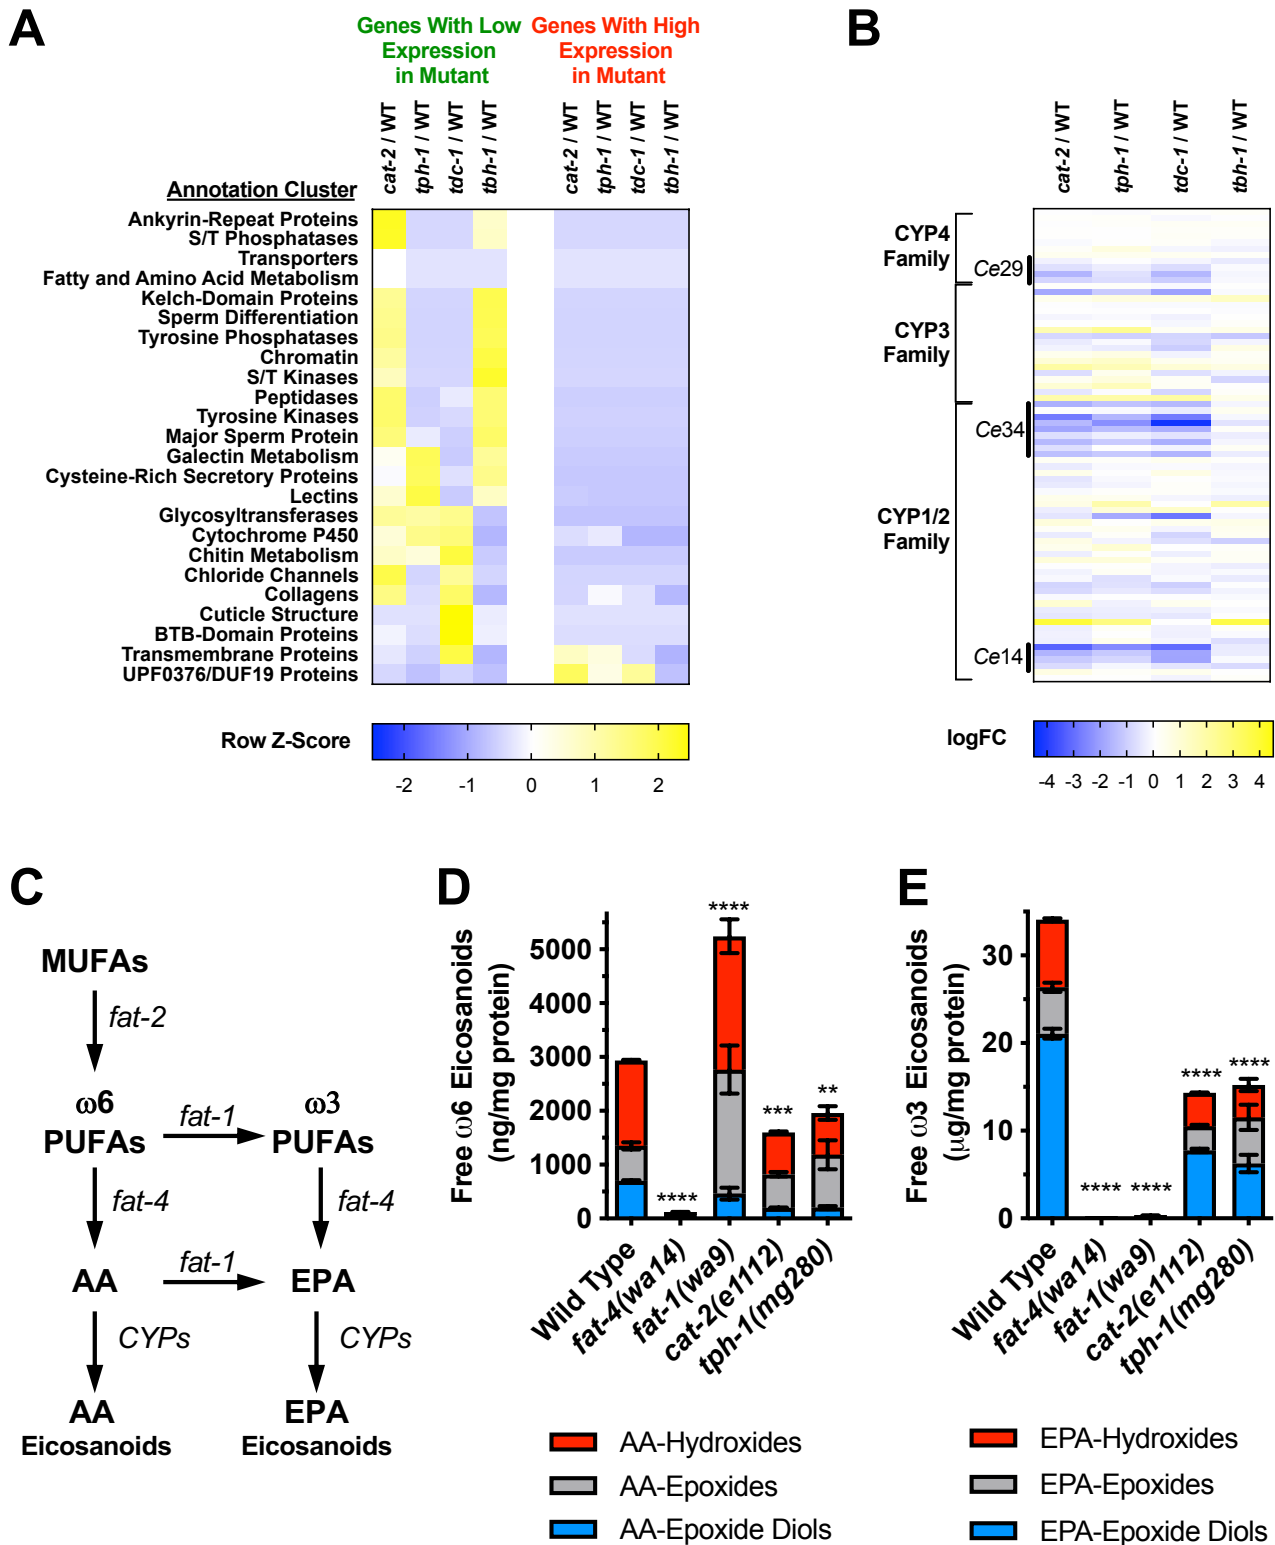 A
Genes With Low
Expression
in Mutant
Genes With High
Expression
in Mutant
cat-2 / WT
tph-1 / WT
tdc-1 / WT
tbh-1 / WT
cat-2 / WT
tph-1 / WT
tdc-1 / WT
tbh-1 / WT
Annotation Cluster
Ankyrin-Repeat Proteins
S/T Phosphatases
Transporters
Fatty and Amino Acid Metabolism
Kelch-Domain Proteins
Sperm Differentiation
Tyrosine Phosphatases
Chromatin
S/T Kinases
Peptidases
Tyrosine Kinases
Major Sperm Protein
Galectin Metabolism
Cysteine-Rich Secretory Proteins
Lectins
Glycosyltransferases
Cytochrome P450
Chitin Metabolism
Chloride Channels
Collagens
Cuticle Structure
BTB-Domain Proteins
Transmembrane Proteins
UPF0376/DUF19 Proteins
Row Z-Score
-2 -1 0 1 2
B
cat-2 / WT
tph-1 / WT
tdc-1 / WT
tbh-1 / WT
CYP4
Family
Ce29
CYP3
Family
Ce34
CYP1/2
Family
Ce14
logFC
-4 -3 -2 -1 0 1 2 3 4
C
MUFAs
fat-2
ω6
PUFAs
fat-1
ω3
PUFAs
fat-4
fat-4
AA
fat-1
EPA
CYPs
CYPs
AA
Eicosanoids
EPA
Eicosanoids
D
Free ω6 Eicosanoids
(ng/mg protein)
5000
4000
3000
2000
1000
0
****
****
***
**
Wild Type
fat-4(wa14)
fat-1(wa9)
cat-2(e1112)
tph-1(mg280)
AA-Hydroxides
AA-Epoxides
AA-Epoxide Diols
E
Free ω3 Eicosanoids
(µg/mg protein)
30
20
10
0
****
****
****
****
Wild Type
fat-4(wa14)
fat-1(wa9)
cat-2(e1112)
tph-1(mg280)
EPA-Hydroxides
EPA-Epoxides
EPA-Epoxide Diols